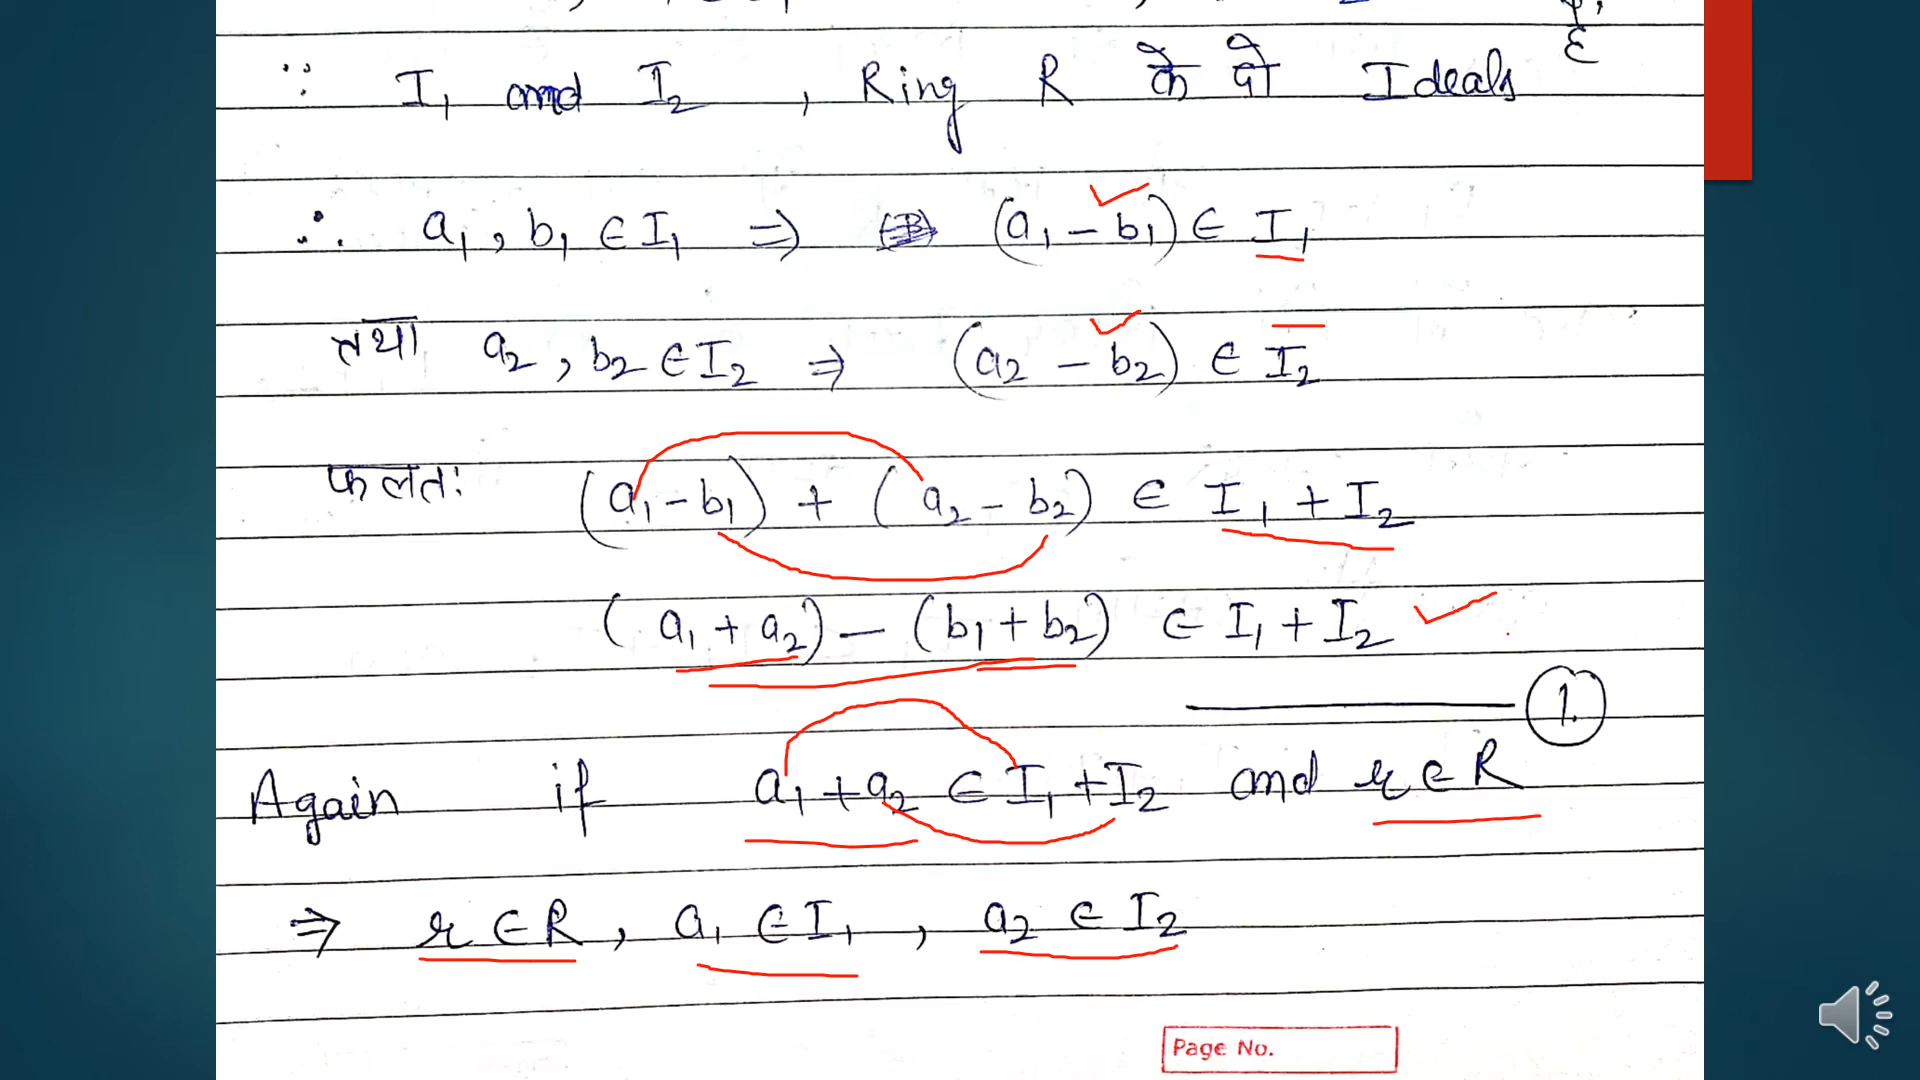 ∵ I₁ and I₂ , Ring R के दो Ideals हैं
∴ a₁, b₁ ∈ I₁ ⇒ (a₁ - b₁) ∈ I₁
तथा a₂, b₂ ∈ I₂ ⇒ (a₂ - b₂) ∈ I₂
फलतः (a₁ - b₁) + (a₂ - b₂) ∈ I₁ + I₂
(a₁ + a₂) - (b₁ + b₂) ∈ I₁ + I₂
1.
Again if a₁ + a₂ ∈ I₁ + I₂ and r ∈ R
⇒ r ∈ R, a₁ ∈ I₁, a₂ ∈ I₂
Page No.